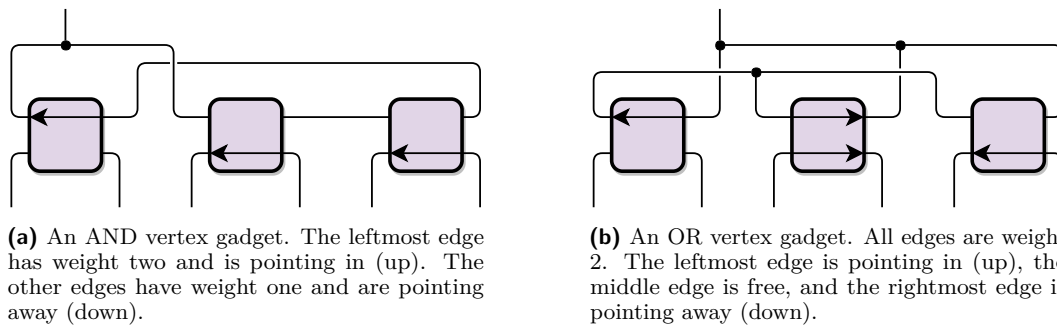 (a) An AND vertex gadget. The leftmost edge
has weight two and is pointing in (up). The
other edges have weight one and are pointing
away (down).
(b) An OR vertex gadget. All edges are weight
2. The leftmost edge is pointing in (up), the
middle edge is free, and the rightmost edge i
pointing away (down).